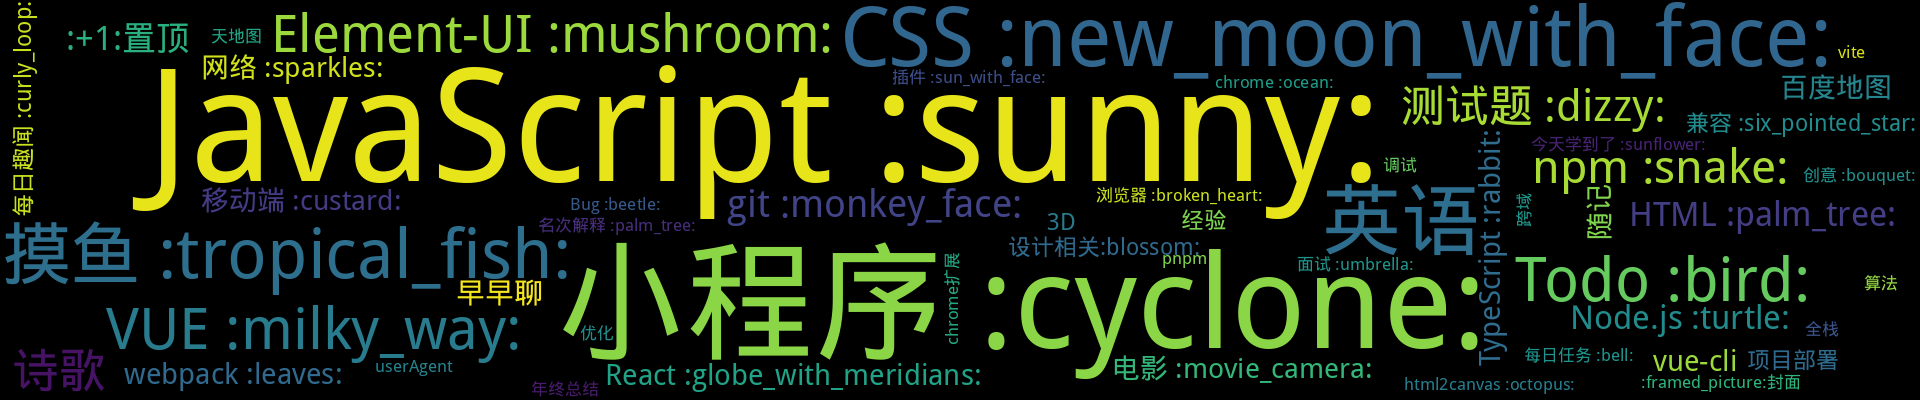 :+1:置顶
天地图
Element-UI :mushroom:
CSS :new_moon_with_face:
vite
每日趣闻 :curly_loop:
网络 :sparkles:
插件 :sun_with_face:
chrome :ocean:
百度地图
JavaScript :sunny:
测试题 :dizzy:
兼容 :six_pointed_star:
今天学到了 :sunflower:
调试
npm :snake:
创意 :bouquet:
移动端 :custard:
Bug :beetle:
git :monkey_face:
浏览器 :broken_heart:
英语
TypeScript :rabbit:
跨域
随记
HTML :palm_tree:
名次解释 :palm_tree:
3D
经验
摸鱼 :tropical_fish:
设计相关:blossom:
pnpm
面试 :umbrella:
小程序 :cyclone:
chrome扩展
Todo :bird:
算法
早早聊
VUE :milky_way:
优化
Node.js :turtle:
全栈
诗歌
webpack :leaves:
userAgent
年终总结
React :globe_with_meridians:
电影 :movie_camera:
每日任务 :bell:
vue-cli
项目部署
html2canvas :octopus:
:framed_picture:封面